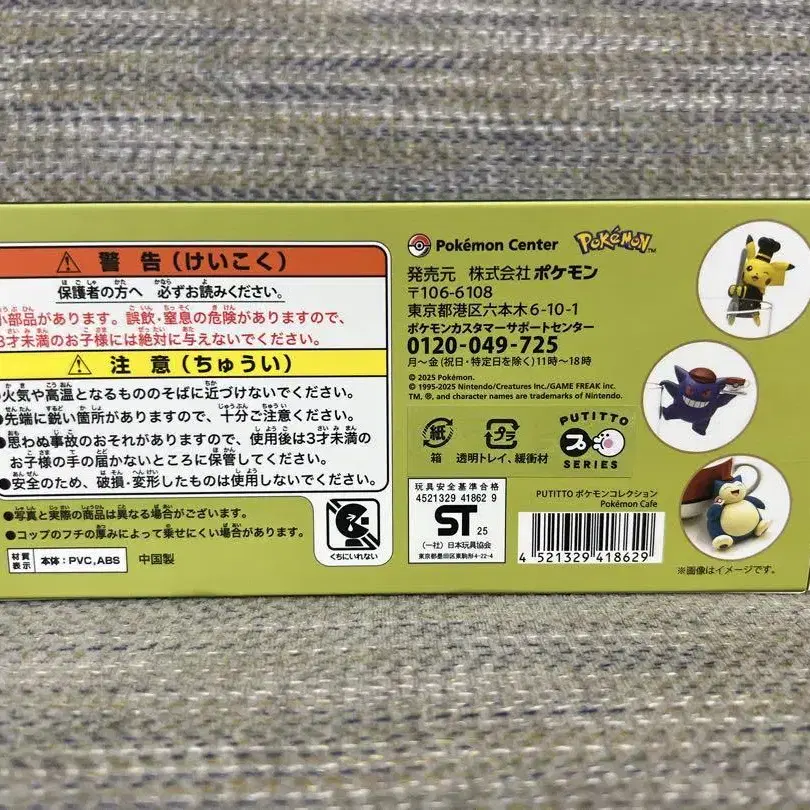 警告(けいこく)
保護者の方へ 必ずお読みください。
小部品があります。誤飲・窒息の危険がありますので、
3才未満のお子様には絶対に与えないでください。
注意(ちゅうい)
●火気や高温となるもののそばに近づけないでください。
●先端に鋭い箇所がありますので、十分ご注意ください。
●思わぬ事故のおそれがありますので、使用後は3才未満の
お子様の手の届かないところに保管してください。
●安全のため、破損・変形したものは使用しないでください。
●写真と実際の商品は異なる場合がございます。
●コップのフチの厚みによって乗せにくい場合があります。
くちにいれない
材質表示 本体:PVC,ABS 中国製
Pokémon Center POKéMON™
発売元 株式会社ポケモン
〒106-6108
東京都港区六本木6-10-1
ポケモンカスタマーサポートセンター
0120-049-725
月~金(祝日・特定日を除く)11時~18時
© 2025 Pokémon.
© 1995-2025 Nintendo/Creatures Inc./GAME FREAK inc.
TM, ®, and character names are trademarks of Nintendo.
紙
箱
プラ
透明トレイ、緩衝材
PUTITTO
SERIES
玩具安全基準合格
4521329 41862 9
ST 25
(一社)日本玩具協会
東京都墨田区東駒形4-22-4
PUTITTO ポケモンコレクション
Pokémon Cafe
4 521329 418629
※画像はイメージです。